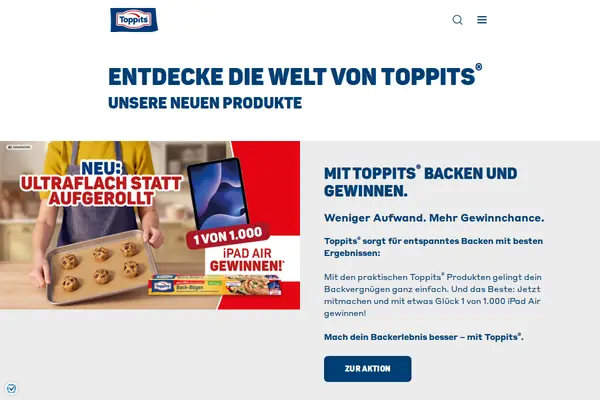 Toppits
ENTDECKE DIE WELT VON TOPPITS®
UNSERE NEUEN PRODUKTE
NEU:
ULTRAFLACH STATT
AUFGEROLLT
1 VON 1.000
iPAD AIR
GEWINNEN!*
Toppits
Back-Bögen
MIT TOPPITS® BACKEN UND
GEWINNEN.
Weniger Aufwand. Mehr Gewinnchance.
Toppits® sorgt für entspanntes Backen mit besten
Ergebnissen:
Mit den praktischen Toppits® Produkten gelingt dein
Backvergnügen ganz einfach. Und das Beste: Jetzt
mitmachen und mit etwas Glück 1 von 1.000 iPad Air
gewinnen!
Mach dein Backerlebnis besser – mit Toppits®.
ZUR AKTION